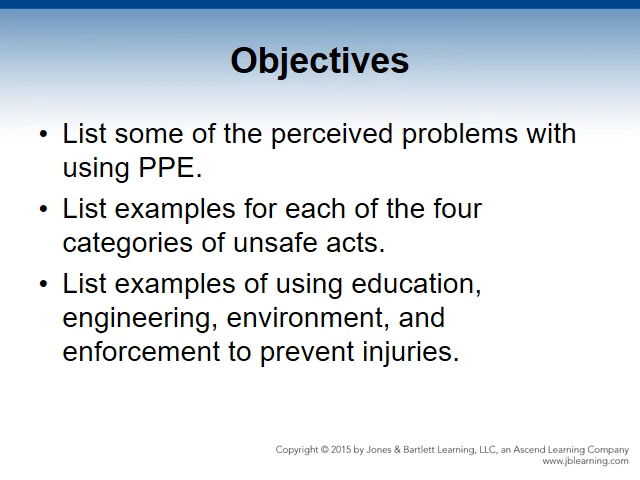 Objectives
• List some of the perceived problems with
using PPE.
• List examples for each of the four
categories of unsafe acts.
• List examples of using education,
engineering, environment, and
enforcement to prevent injuries.
Copyright © 2015 by Jones & Bartlett Learning, LLC, an Ascend Learning Company
www.jblearning.com